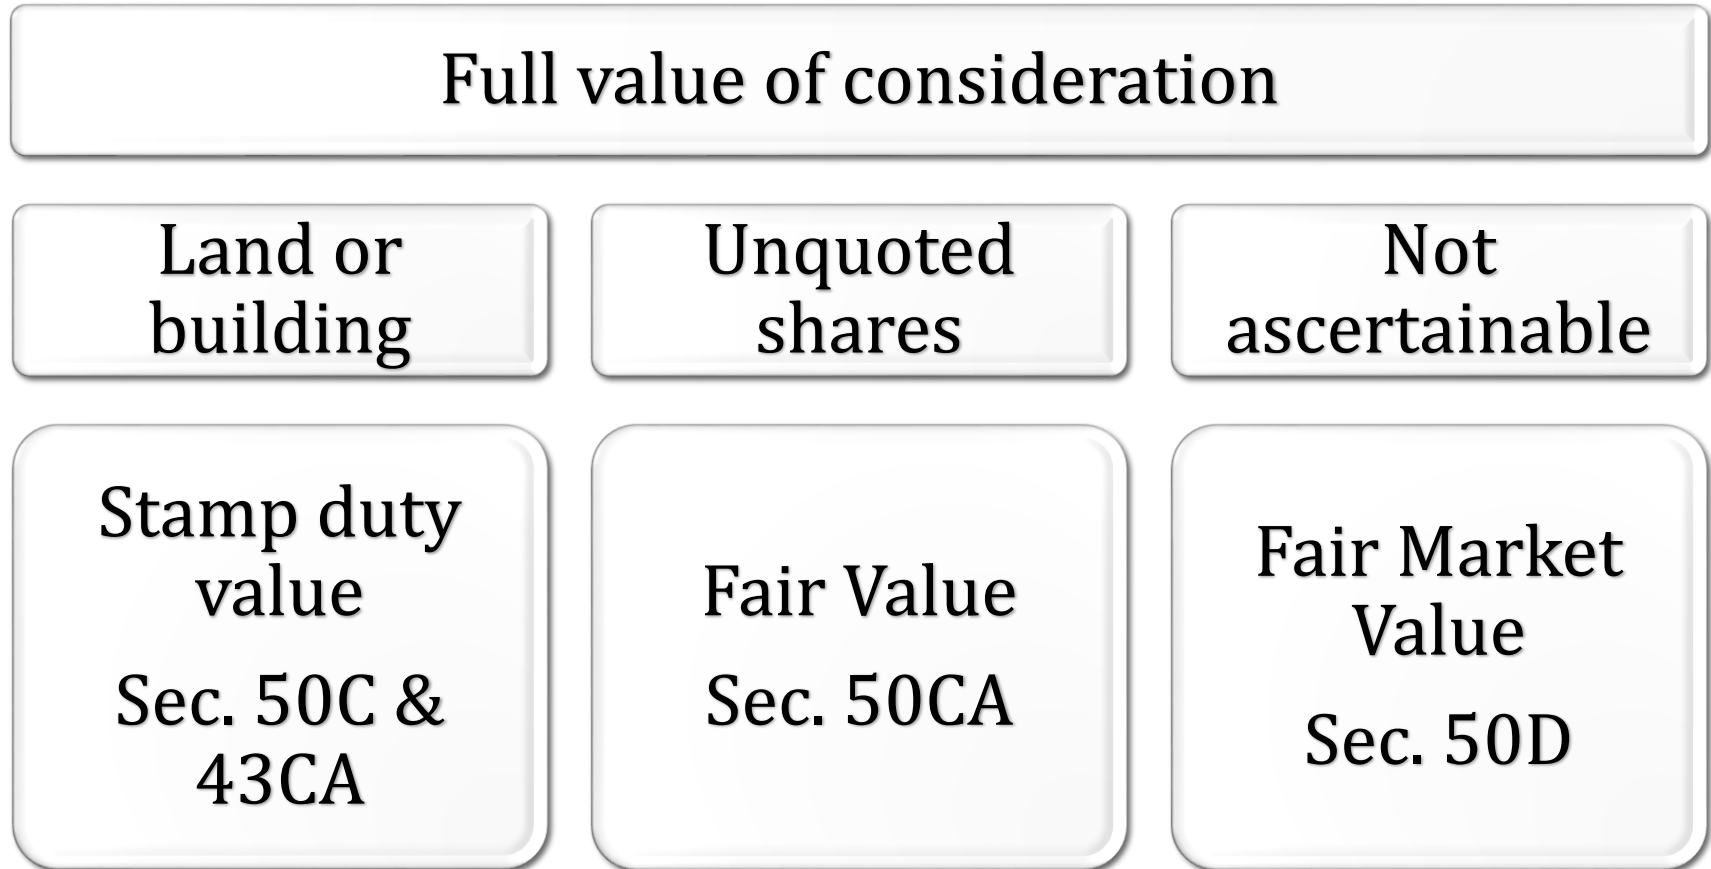 Full value of consideration
Land or
building
Unquoted
shares
Not
ascertainable
Stamp duty
value
Sec. 50C &
43CA
Fair Value
Sec. 50CA
Fair Market
Value
Sec. 50D